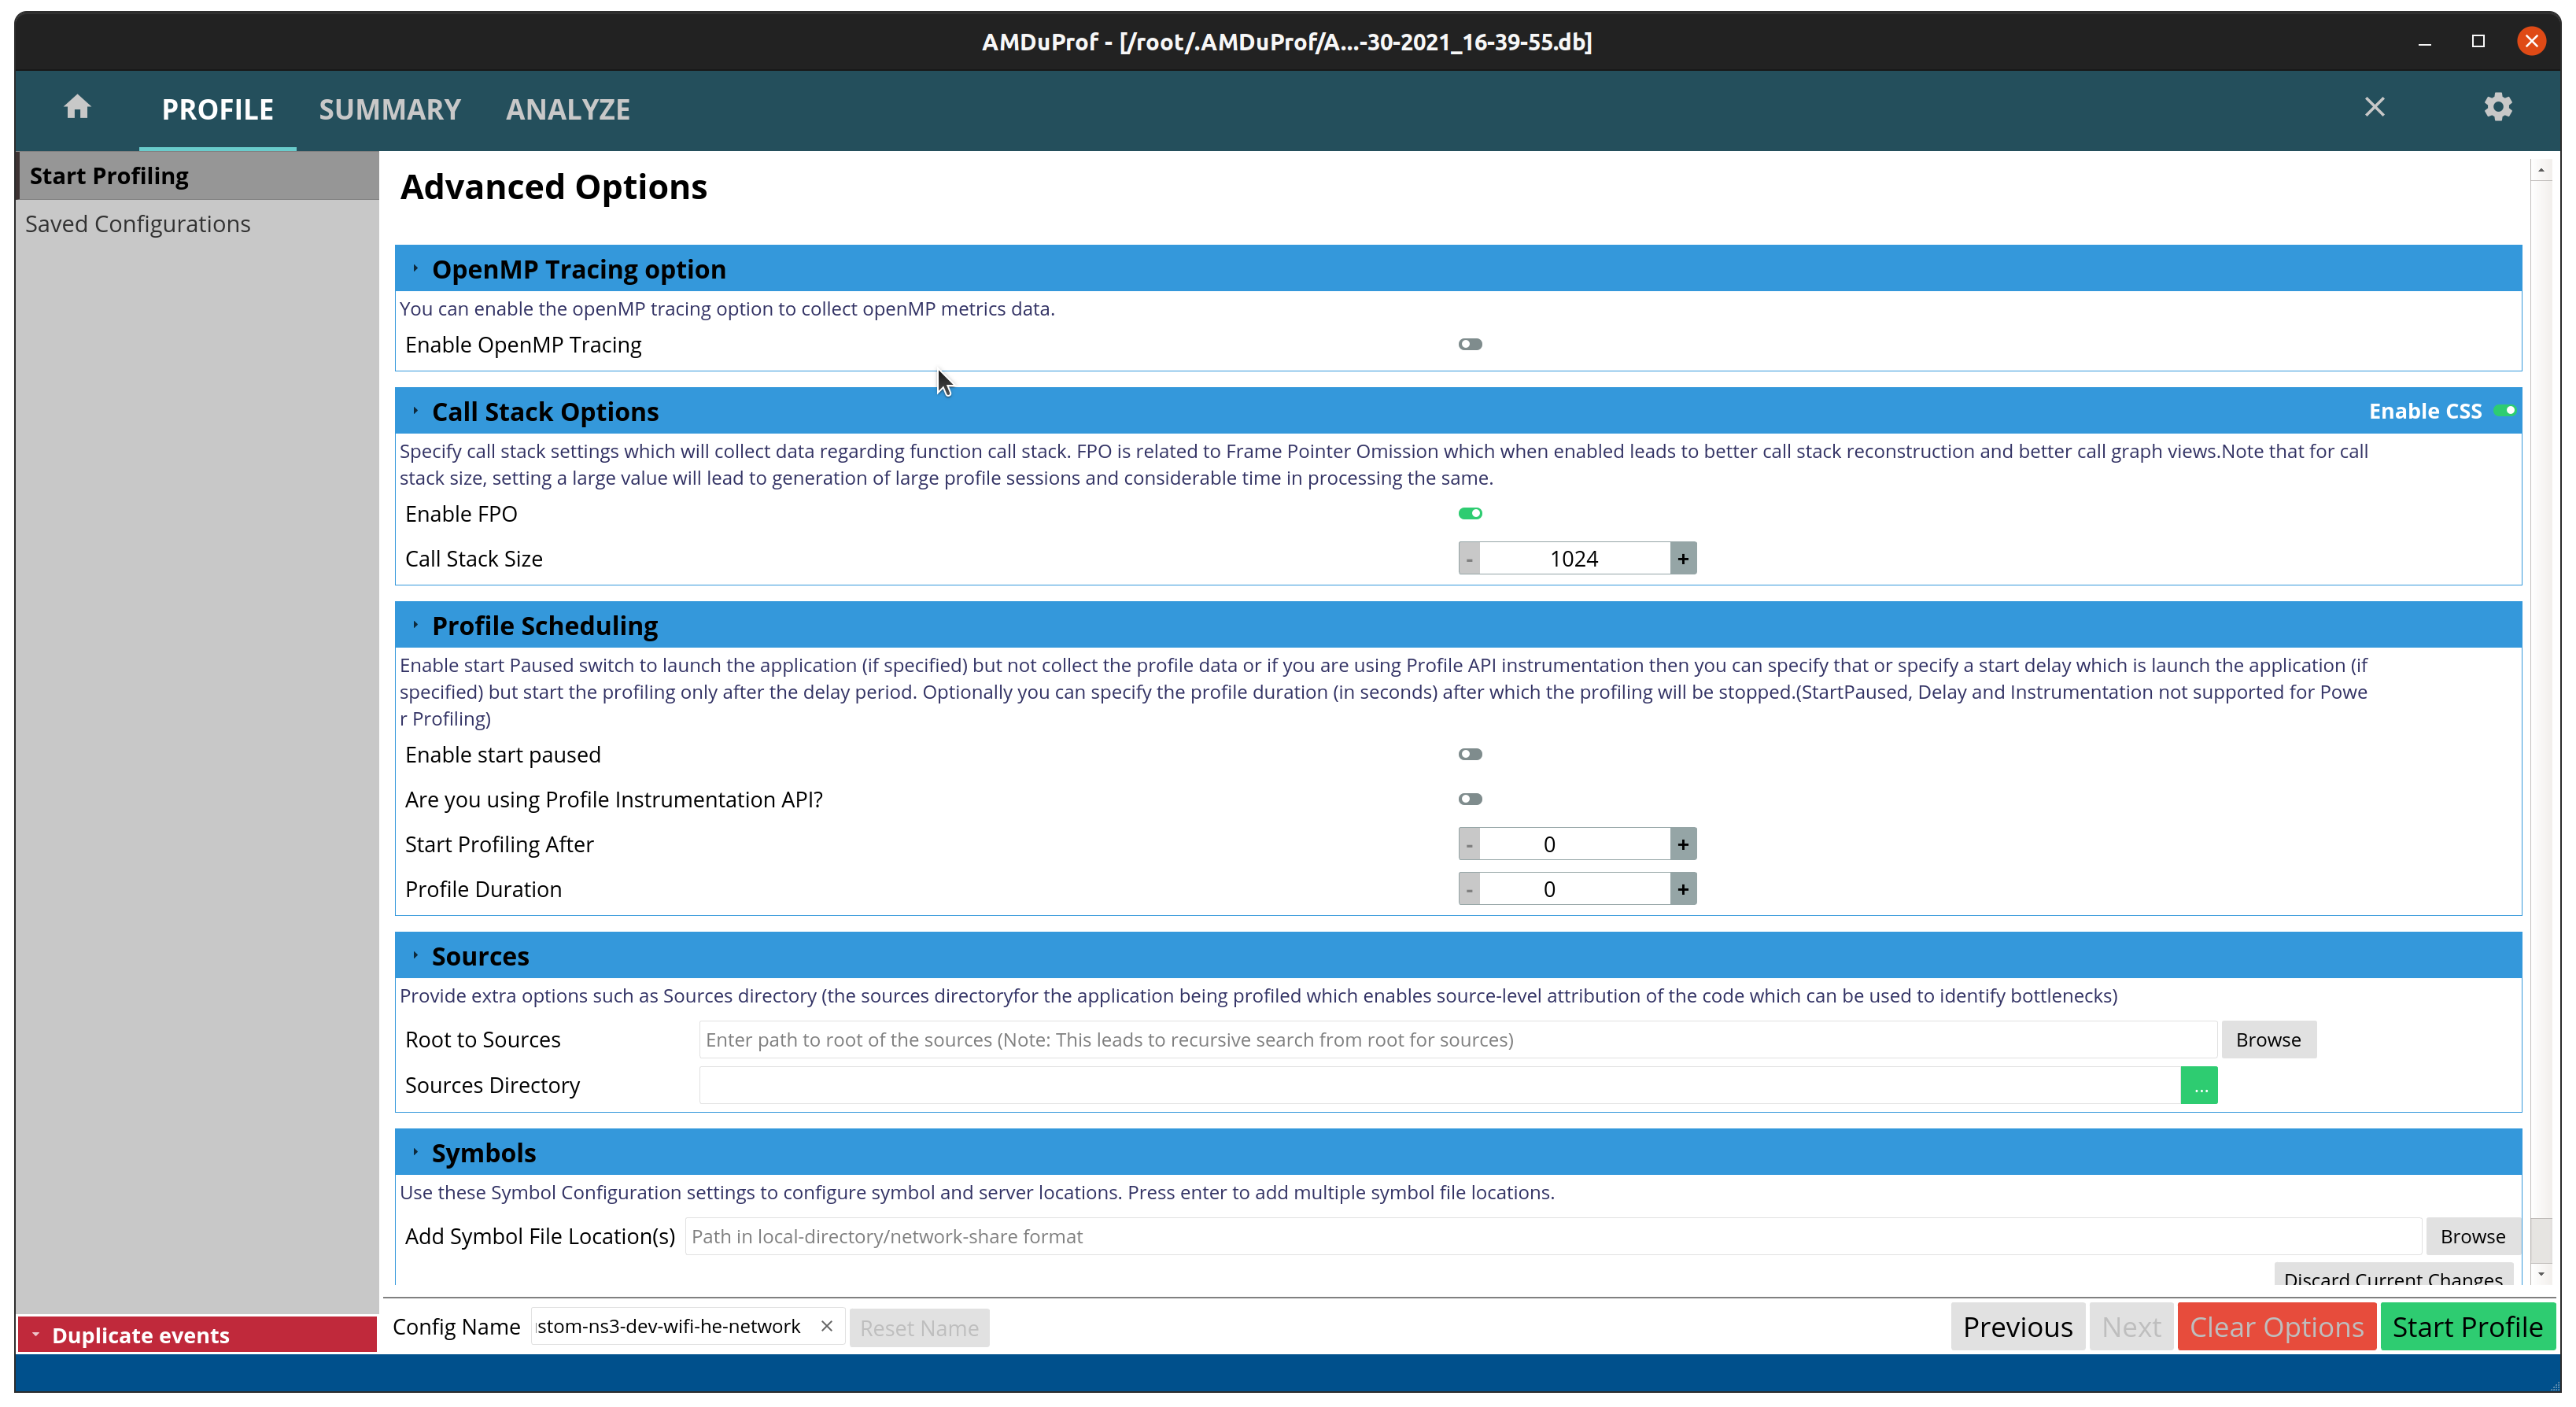 AMDuProf - [/root/.AMDuProf/A...-30-2021_16-39-55.db]
PROFILE SUMMARY ANALYZE
Start Profiling
Saved Configurations
Advanced Options
OpenMP Tracing option
You can enable the openMP tracing option to collect openMP metrics data.
Enable OpenMP Tracing
Call Stack Options Enable CSS
Specify call stack settings which will collect data regarding function call stack. FPO is related to Frame Pointer Omission which when enabled leads to better call stack reconstruction and better call graph views.Note that for call
stack size, setting a large value will lead to generation of large profile sessions and considerable time in processing the same.
Enable FPO
Call Stack Size - 1024 +
Profile Scheduling
Enable start Paused switch to launch the application (if specified) but not collect the profile data or if you are using Profile API instrumentation then you can specify that or specify a start delay which is launch the application (if
specified) but start the profiling only after the delay period. Optionally you can specify the profile duration (in seconds) after which the profiling will be stopped.(StartPaused, Delay and Instrumentation not supported for Powe
r Profiling)
Enable start paused
Are you using Profile Instrumentation API?
Start Profiling After - 0 +
Profile Duration - 0 +
Sources
Provide extra options such as Sources directory (the sources directoryfor the application being profiled which enables source-level attribution of the code which can be used to identify bottlenecks)
Root to Sources Enter path to root of the sources (Note: This leads to recursive search from root for sources) Browse
Sources Directory ...
Symbols
Use these Symbol Configuration settings to configure symbol and server locations. Press enter to add multiple symbol file locations.
Add Symbol File Location(s) Path in local-directory/network-share format Browse
Discard Current Changes
Duplicate events
Config Name stom-ns3-dev-wifi-he-network Reset Name Previous Next Clear Options Start Profile